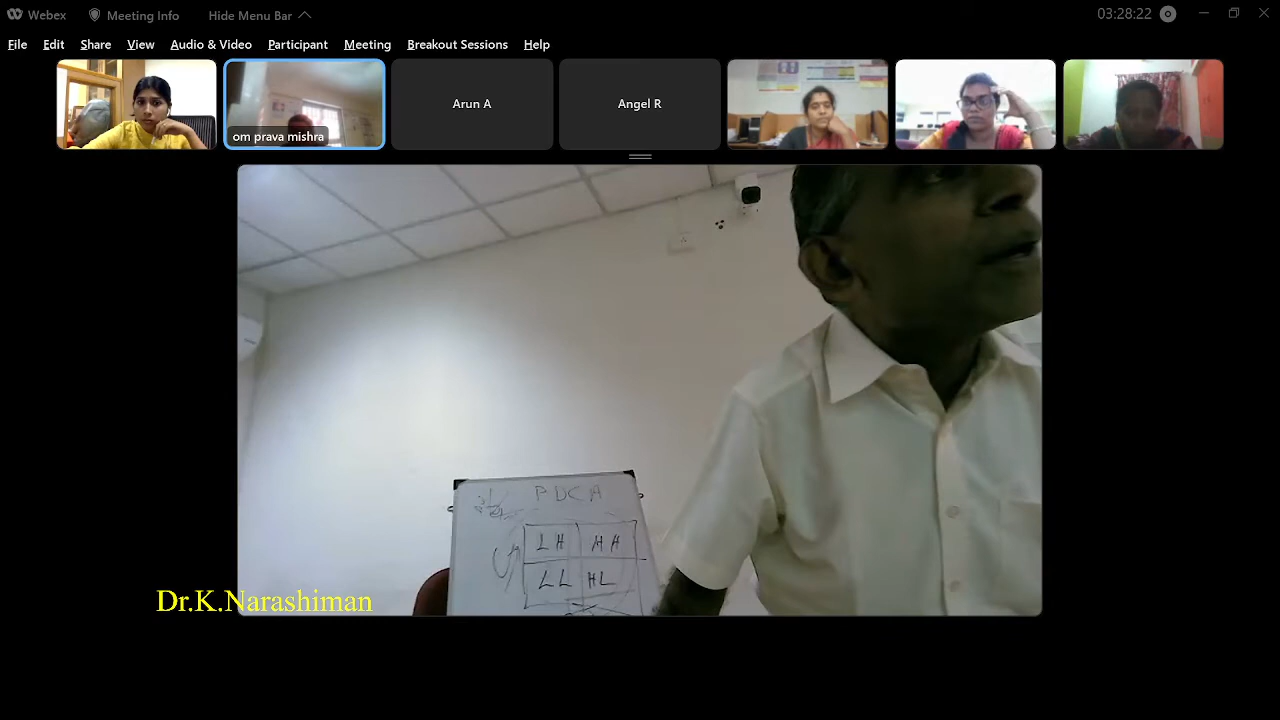 Webex Meeting Info Hide Menu Bar 03:28:22
File Edit Share View Audio & Video Participant Meeting Breakout Sessions Help
om prava mishra
Arun A
Angel R
PDCA
LH HH
LL HL
Dr.K.Narashiman